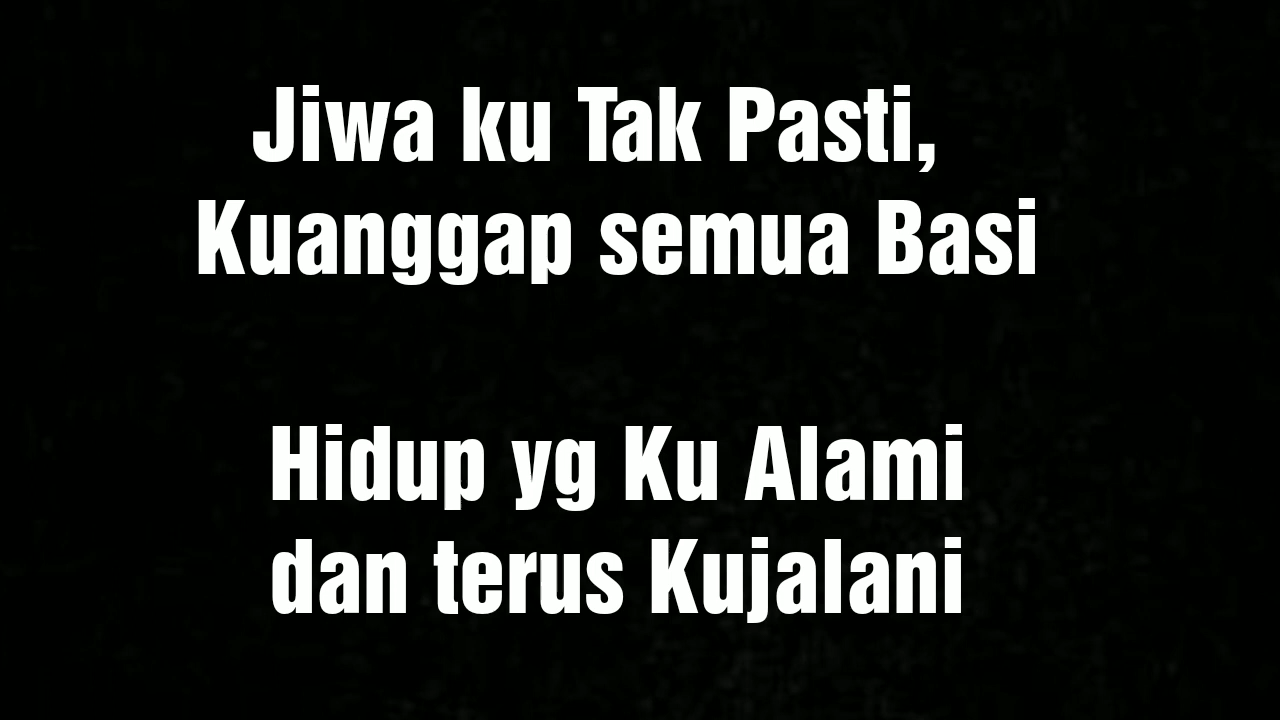 Jiwa ku Tak Pasti,
Kuanggap semua Basi
Hidup yg Ku Alami
dan terus Kujalani